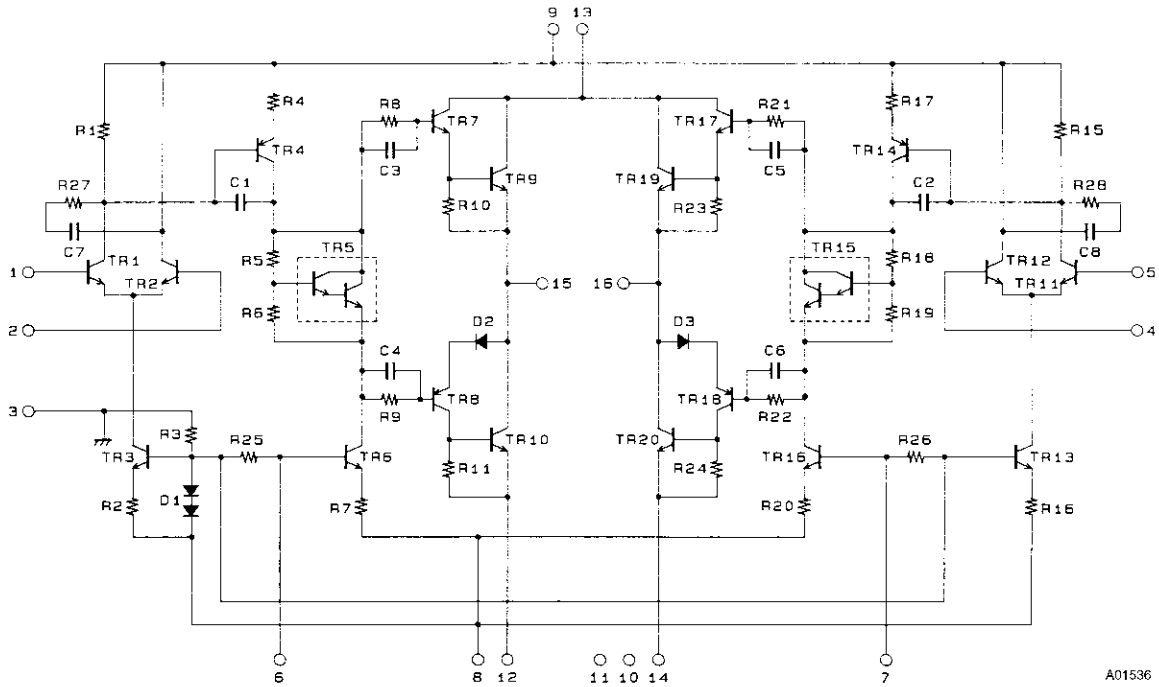 9 13
R4
R8
R21
R17
R1
TR7
TR17
R15
TR4
TR14
C3
C5
C1
TR9
TR19
C2
R27
R28
R10
R23
C7
TR5
TR15
C8
TR1
R5
R18
TR12
1
TR2
15
16
TR11
5
R6
R19
2
D2
D3
4
C4
C6
3
TR8
TR18
R9
R22
R3
R25
TR10
TR20
R26
TR3
TR6
TR16
TR13
R11
R24
R2
D1
R7
R20
R16
6
8
12
11
10
14
7
A01536